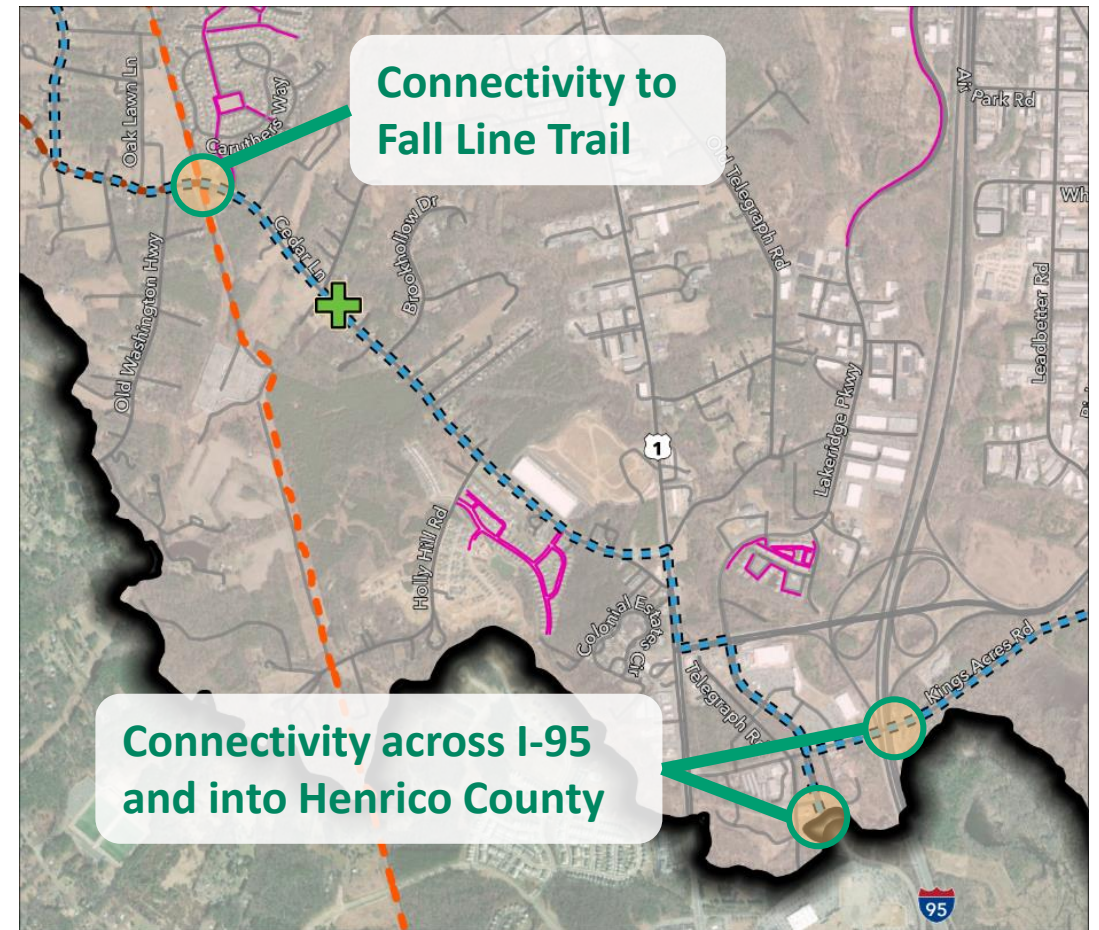 Oak Lawn Ln
Caruthers Way
Connectivity to
Fall Line Trail
Air Park Rd
Old Telegraph Rd
Wh
Cedar Ln
Brookhollow Dr
Old Washington Hwy
Leadbetter Rd
1
Lakeridge Pkwy
Holly Hill Rd
Colonial Estates Cir
Kings Acres Rd
Telegraph Rd
Connectivity across I-95
and into Henrico County
95